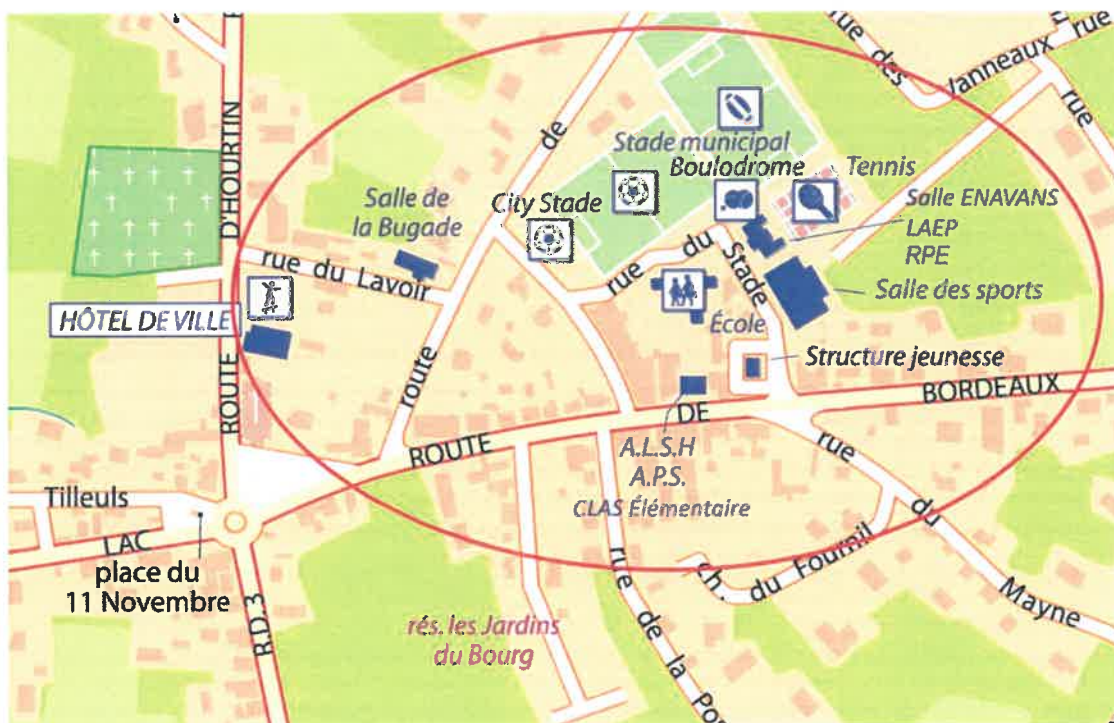 rue des
Vanneaux
rue
rue
D'HOURTIN
ROUTE
de
route
Stade municipal
Boulodrome
Tennis
Salle de
la Bugade
City Stade
Salle ENAVANS
LAEP
RPE
rue du Lavoir
rue du
Stade
Salle des sports
HÔTEL DE VILLE
École
Structure jeunesse
ROUTE
DE
BORDEAUX
A.L.S.H
A.P.S.
CLAS Élémentaire
rue
du
Mayne
Tilleuls
LAC
place du
11 Novembre
R.D.3
rés. les Jardins
du Bourg
rue de la
ch. du Fournil